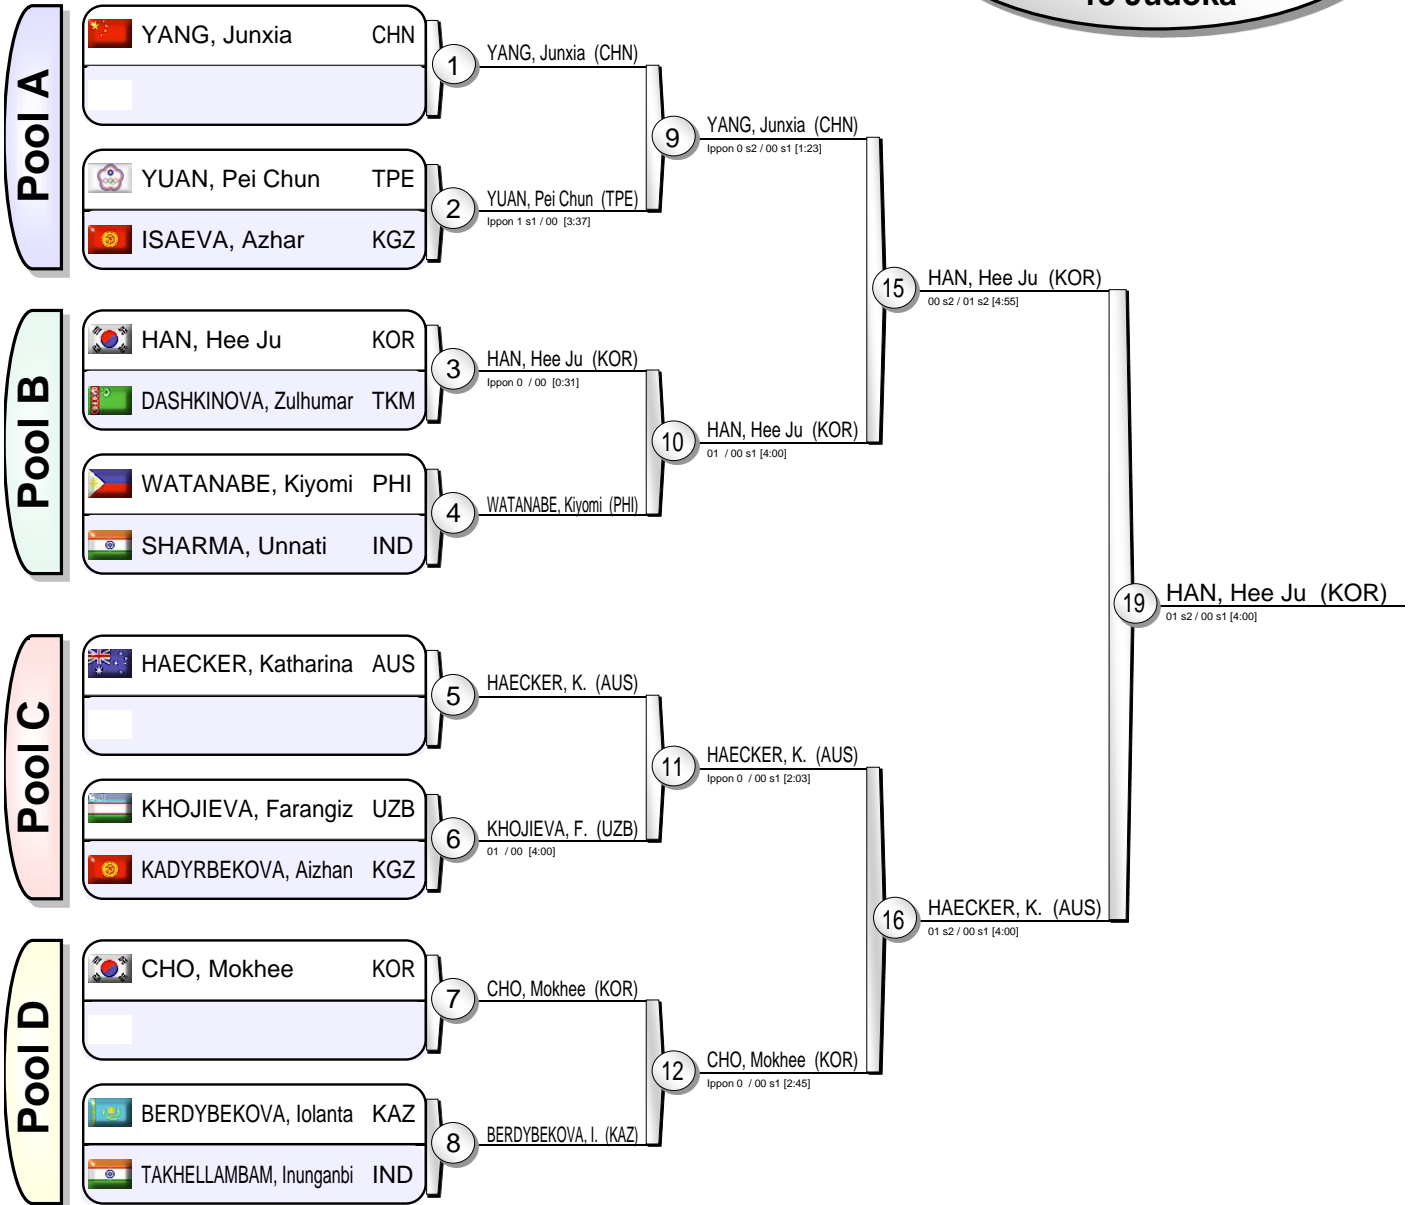 13 Judoka
Pool A
YANG, Junxia CHN
YUAN, Pei Chun TPE
ISAEVA, Azhar KGZ
Pool B
HAN, Hee Ju KOR
DASHKINOVA, Zulhumar TKM
WATANABE, Kiyomi PHI
SHARMA, Unnati IND
Pool C
HAECKER, Katharina AUS
KHOJIEVA, Farangiz UZB
KADYRBEKOVA, Aizhan KGZ
Pool D
CHO, Mokhee KOR
BERDYBEKOVA, Iolanta KAZ
TAKHELLAMBAM, Inunganbi IND
1
YANG, Junxia (CHN)
2
YUAN, Pei Chun (TPE)
Ippon 1 s1 / 00 [3:37]
3
HAN, Hee Ju (KOR)
Ippon 0 / 00 [0:31]
4
WATANABE, Kiyomi (PHI)
5
HAECKER, K. (AUS)
6
KHOJIEVA, F. (UZB)
01 / 00 [4:00]
7
CHO, Mokhee (KOR)
8
BERDYBEKOVA, I. (KAZ)
9
YANG, Junxia (CHN)
Ippon 0 s2 / 00 s1 [1:23]
10
HAN, Hee Ju (KOR)
01 / 00 s1 [4:00]
11
HAECKER, K. (AUS)
Ippon 0 / 00 s1 [2:03]
12
CHO, Mokhee (KOR)
Ippon 0 / 00 s1 [2:45]
15
HAN, Hee Ju (KOR)
00 s2 / 01 s2 [4:55]
16
HAECKER, K. (AUS)
01 s2 / 00 s1 [4:00]
19
HAN, Hee Ju (KOR)
01 s2 / 00 s1 [4:00]